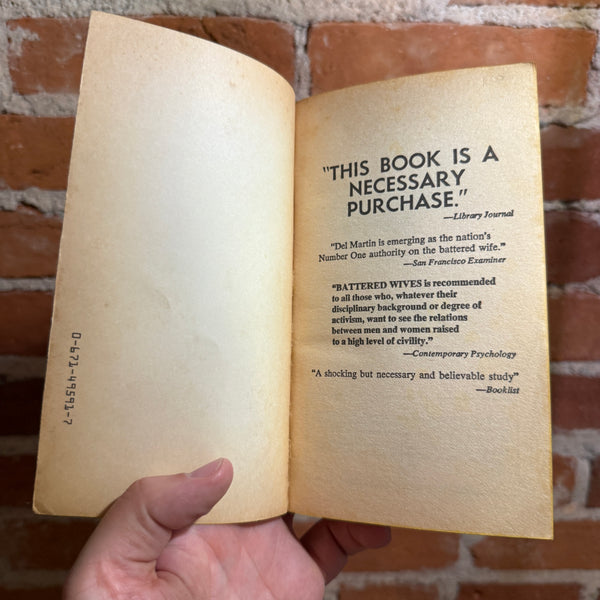 0-671-49591-7
"THIS BOOK IS A
NECESSARY
PURCHASE."
—Library Journal
"Del Martin is emerging as the nation's
Number One authority on the battered wife."
—San Francisco Examiner
"BATTERED WIVES is recommended
to all those who, whatever their
disciplinary background or degree of
activism, want to see the relations
between men and women raised
to a high level of civility."
—Contemporary Psychology
"A shocking but necessary and believable study"
—Booklist